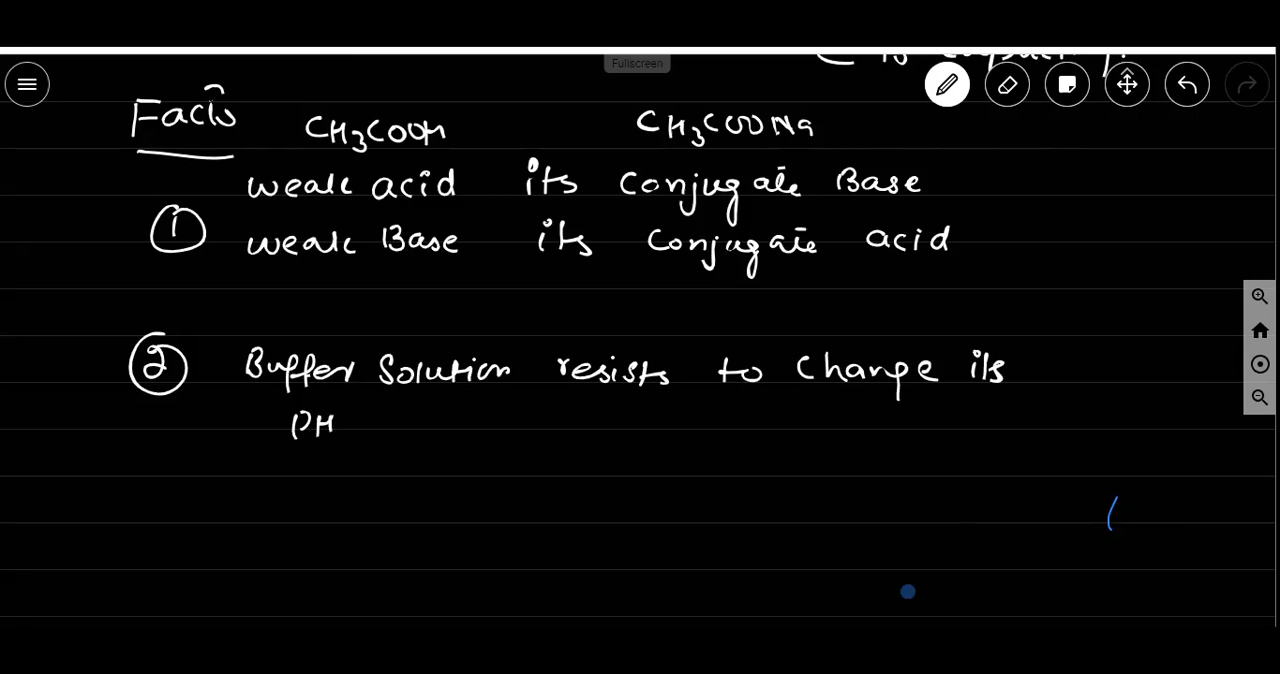 Fullscreen
Factô
CH3COOH CH3COONa
weak acid its Conjugate Base
① weak Base its Conjugate acid
② Buffer Solution resists to Change its
PH